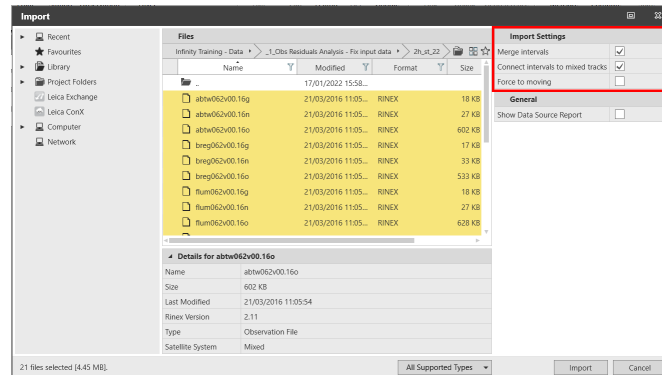 Import
Recent
Favourites
Library
Project Folders
Leica Exchange
Leica ConX
Computer
Network
Files
Infinity Training - Data _1_Obs Residuals Analysis - Fix input data 2h_st_22
Name Modified Format Size
.. 17/01/2022 15:58...
abtw062v00.16g 21/03/2016 11:05... RINEX 18 KB
abtw062v00.16n 21/03/2016 11:05... RINEX 27 KB
abtw062v00.16o 21/03/2016 11:05... RINEX 602 KB
breg062v00.16g 21/03/2016 11:05... RINEX 17 KB
breg062v00.16n 21/03/2016 11:05... RINEX 33 KB
breg062v00.16o 21/03/2016 11:05... RINEX 533 KB
flum062v00.16g 21/03/2016 11:05... RINEX 18 KB
flum062v00.16n 21/03/2016 11:05... RINEX 27 KB
flum062v00.16o 21/03/2016 11:05... RINEX 628 KB
Details for abtw062v00.16o
Name abtw062v00.16o
Size 602 KB
Last Modified 21/03/2016 11:05:54
Rinex Version 2.11
Type Observation File
Satellite System Mixed
Import Settings
Merge intervals
Connect intervals to mixed tracks
Force to moving
General
Show Data Source Report
21 files selected [4.45 MB].
All Supported Types
Import
Cancel